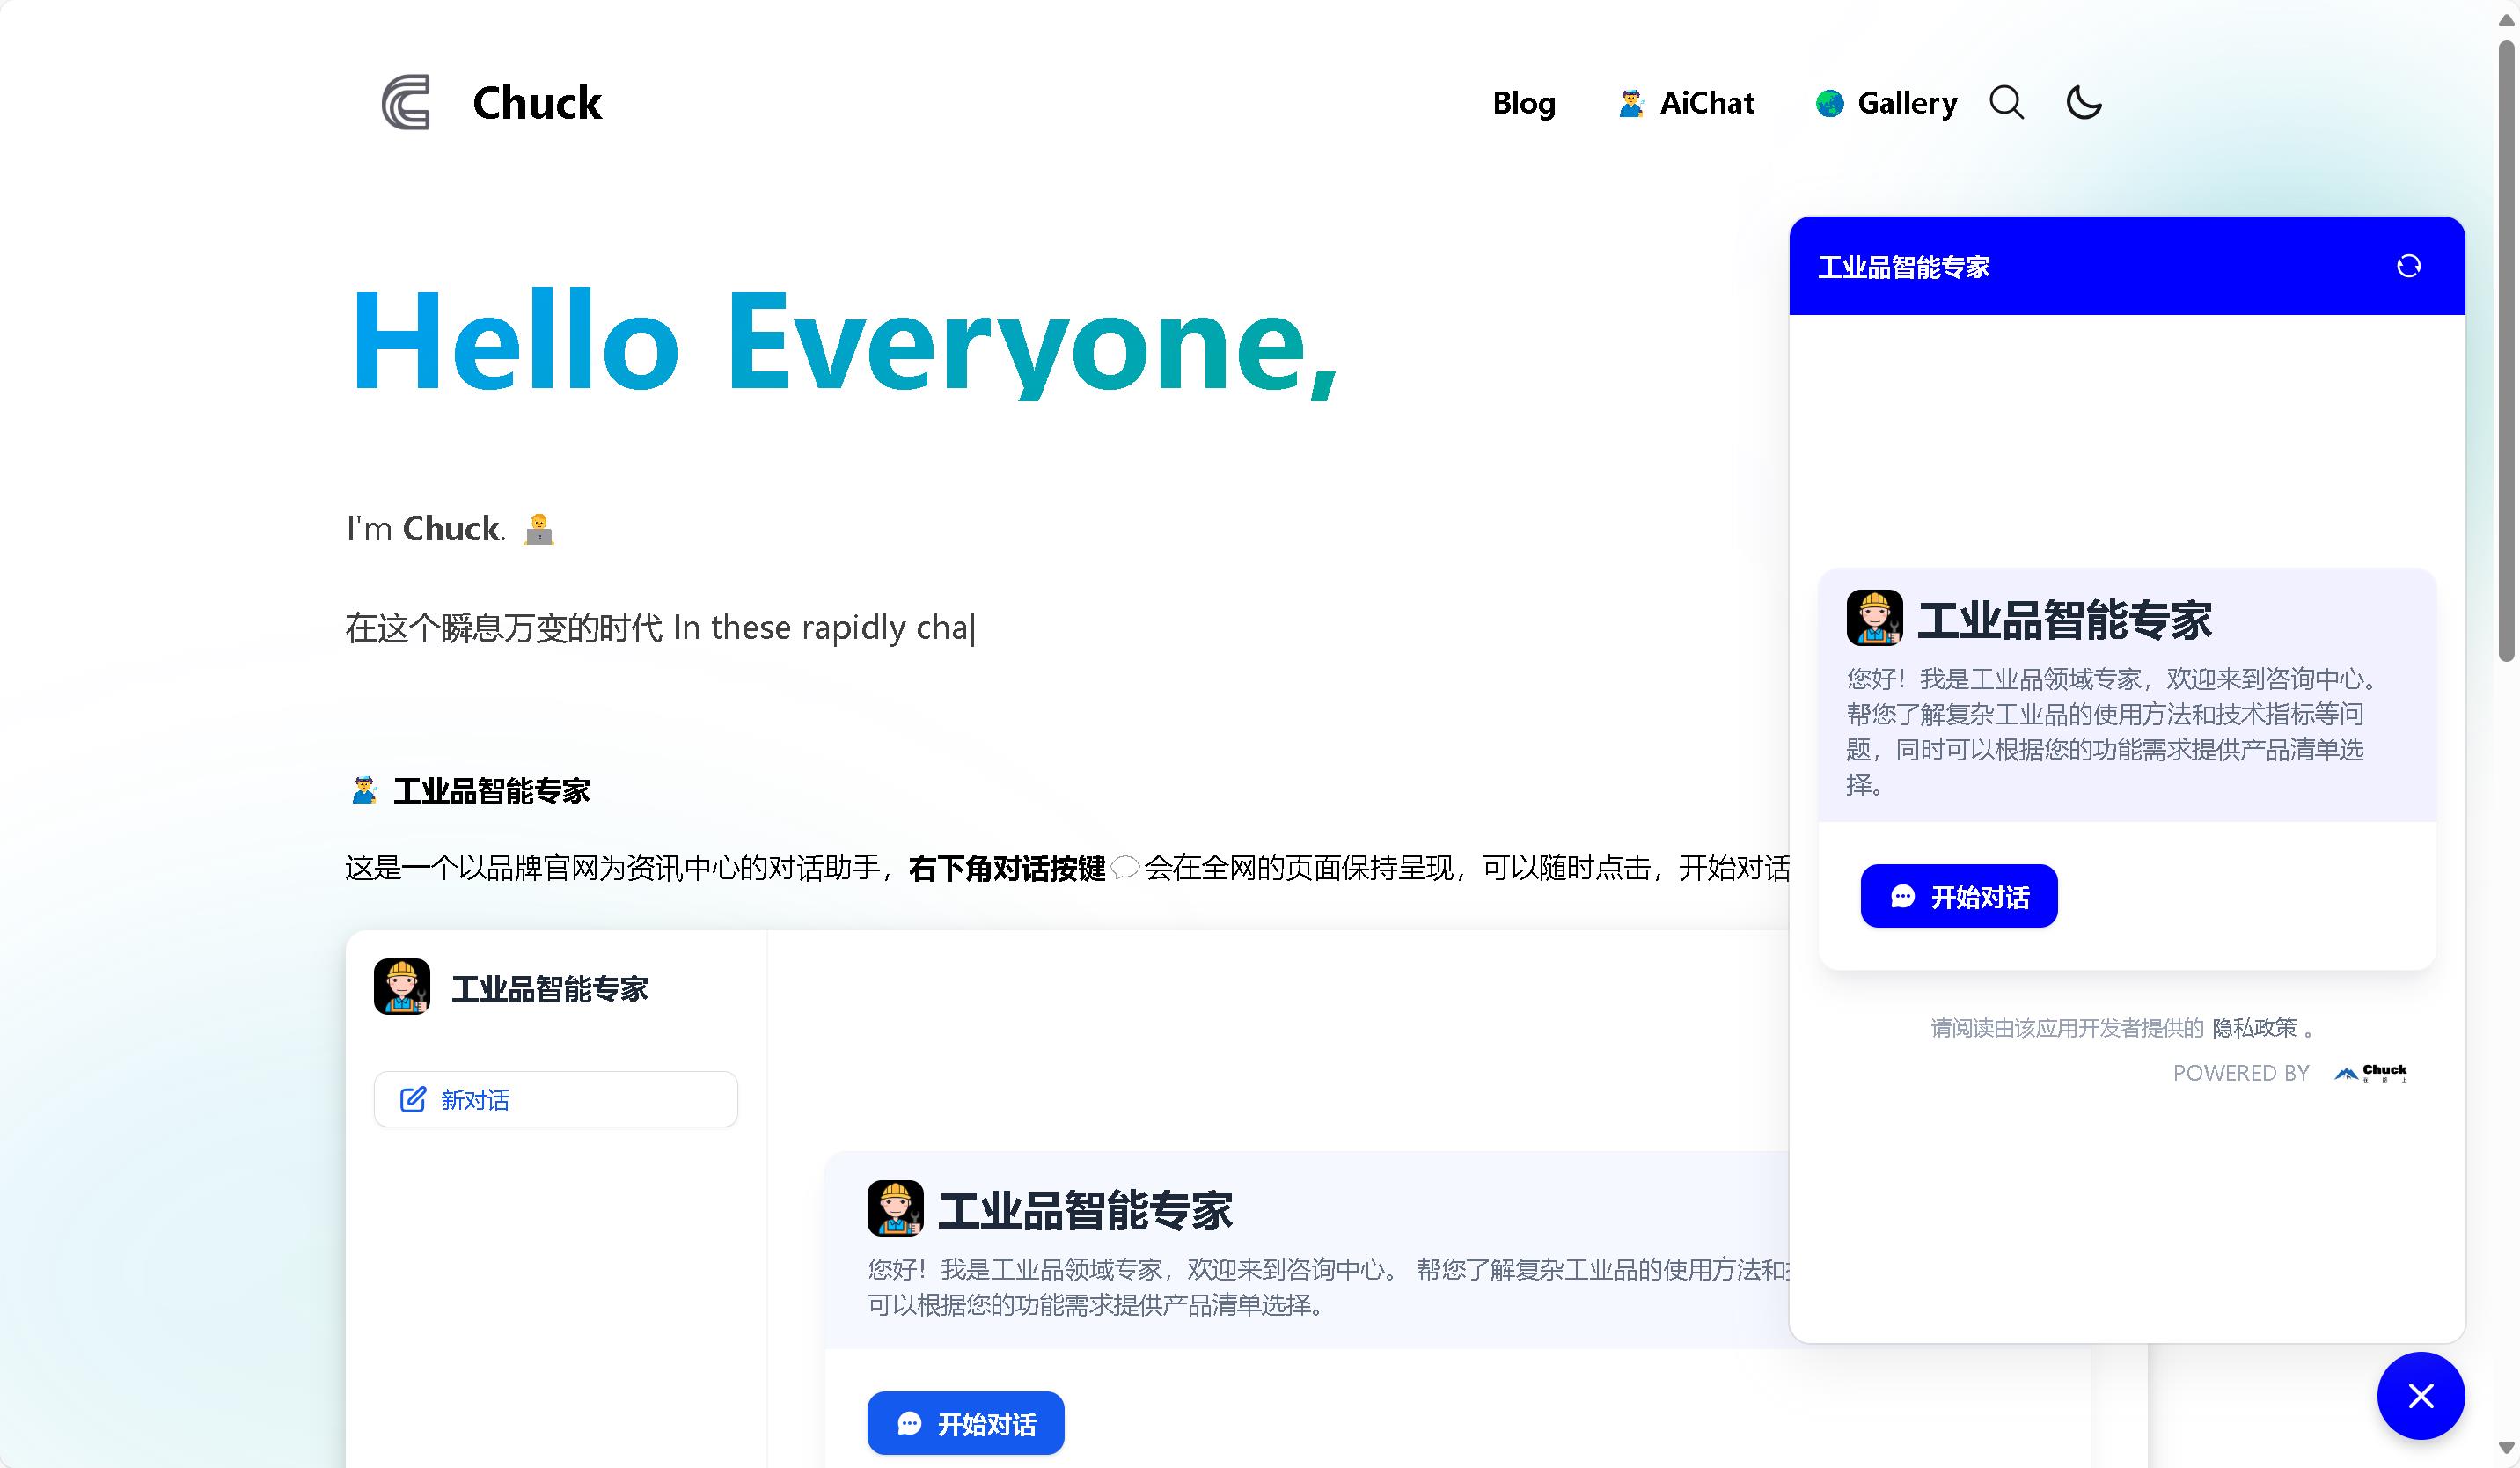 Chuck
Blog
AiChat
Gallery
Hello Everyone,
I'm Chuck.
在这个瞬息万变的时代 In these rapidly cha
工业品智能专家
这是一个以品牌官网为资讯中心的对话助手，右下角对话按键会在全网的页面保持呈现，可以随时点击，开始对话
工业品智能专家
新对话
工业品智能专家
您好！我是工业品领域专家，欢迎来到咨询中心。 帮您了解复杂工业品的使用方法和
可以根据您的功能需求提供产品清单选择。
开始对话
工业品智能专家
工业品智能专家
您好！我是工业品领域专家，欢迎来到咨询中心。
帮您了解复杂工业品的使用方法和技术指标等问
题，同时可以根据您的功能需求提供产品清单选
择。
开始对话
请阅读由该应用开发者提供的 隐私政策 。
POWERED BY Chuck